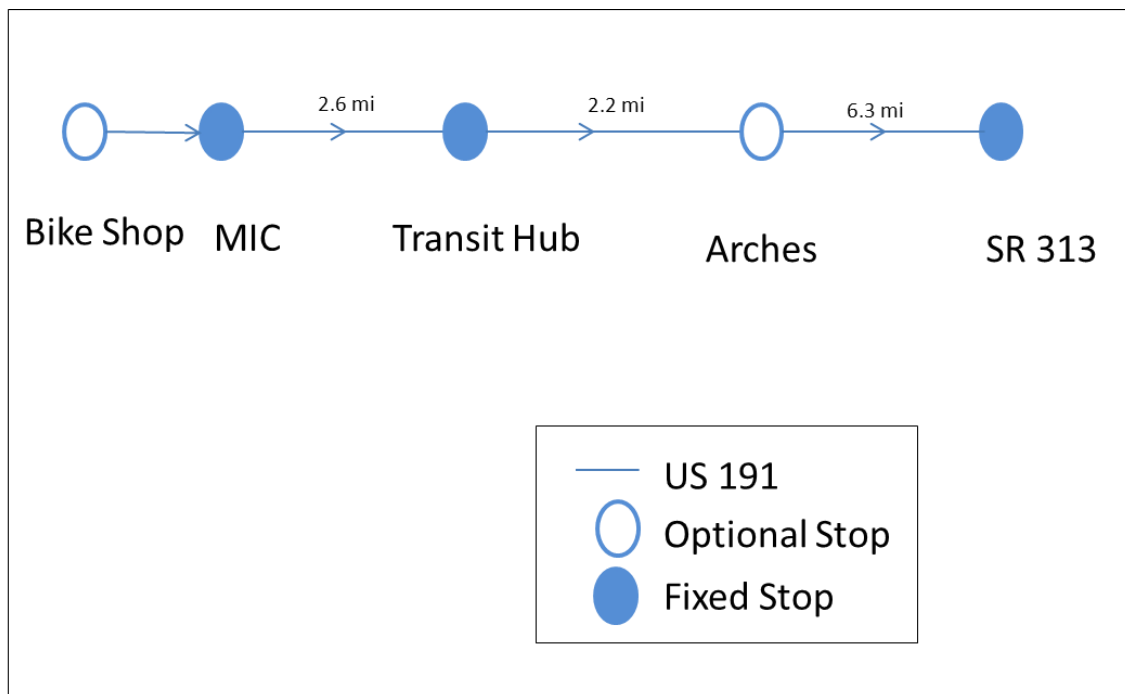 2.6 mi
2.2 mi
6.3 mi
Bike Shop
MIC
Transit Hub
Arches
SR 313
US 191
Optional Stop
Fixed Stop